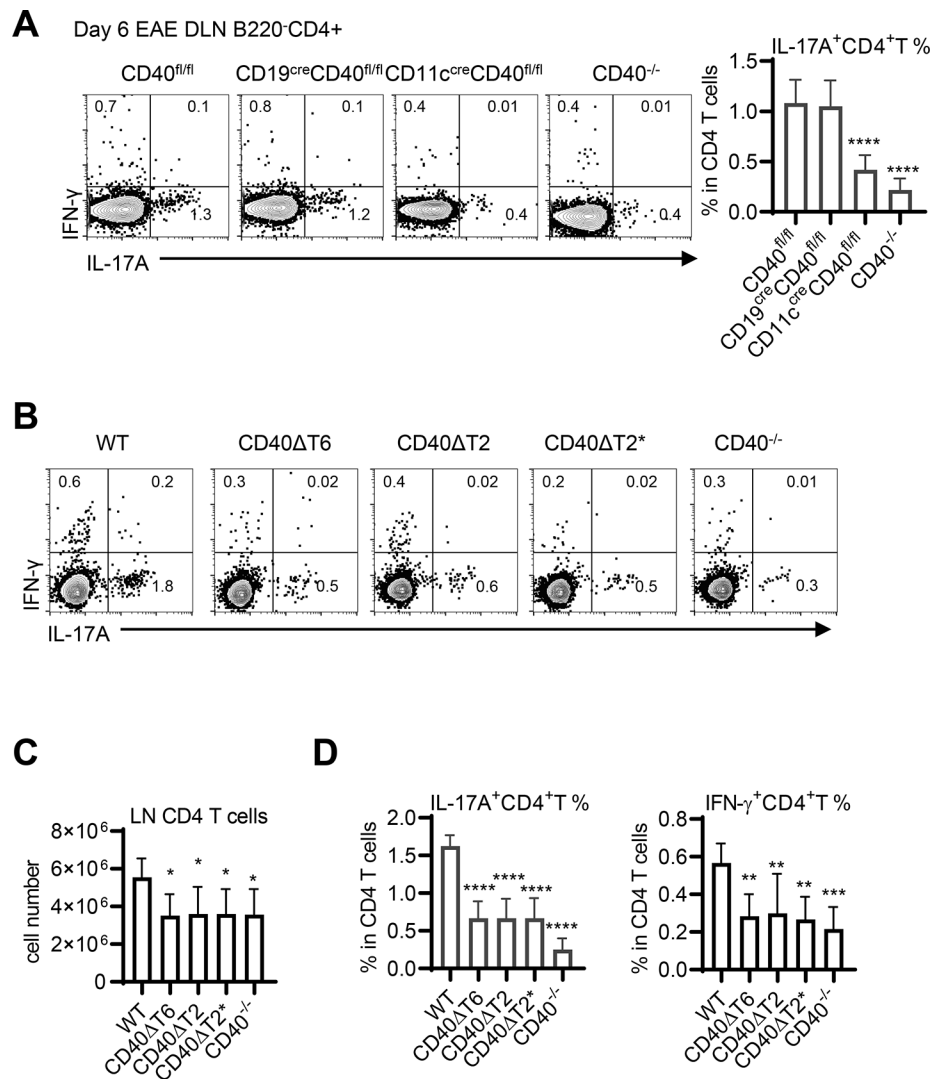 A
Day 6 EAE DLN B220⁻CD4+
CD40fl/fl
CD19creCD40fl/fl
CD11ccreCD40fl/fl
CD40-/-
0.7
0.1
1.3
0.8
0.1
1.2
0.4
0.01
0.4
0.4
0.01
0.4
IFN-γ
IL-17A
IL-17A+CD4+T %
% in CD4 T cells
1.5
1.0
0.5
0.0
****
****
CD40fl/fl
CD19creCD40fl/fl
CD11ccreCD40fl/fl
CD40-/-
B
WT
CD40ΔT6
CD40ΔT2
CD40ΔT2*
CD40-/-
0.6
0.2
1.8
0.3
0.02
0.5
0.4
0.02
0.6
0.2
0.02
0.5
0.3
0.01
0.3
IFN-γ
IL-17A
C
LN CD4 T cells
cell number
8×10⁶
6×10⁶
4×10⁶
2×10⁶
0
*
*
*
*
WT
CD40ΔT6
CD40ΔT2
CD40ΔT2*
CD40-/-
D
IL-17A+CD4+T %
% in CD4 T cells
2.0
1.5
1.0
0.5
0.0
****
****
****
****
WT
CD40ΔT6
CD40ΔT2
CD40ΔT2*
CD40-/-
IFN-γ+CD4+T %
% in CD4 T cells
0.8
0.6
0.4
0.2
0.0
**
**
**
***
WT
CD40ΔT6
CD40ΔT2
CD40ΔT2*
CD40-/-